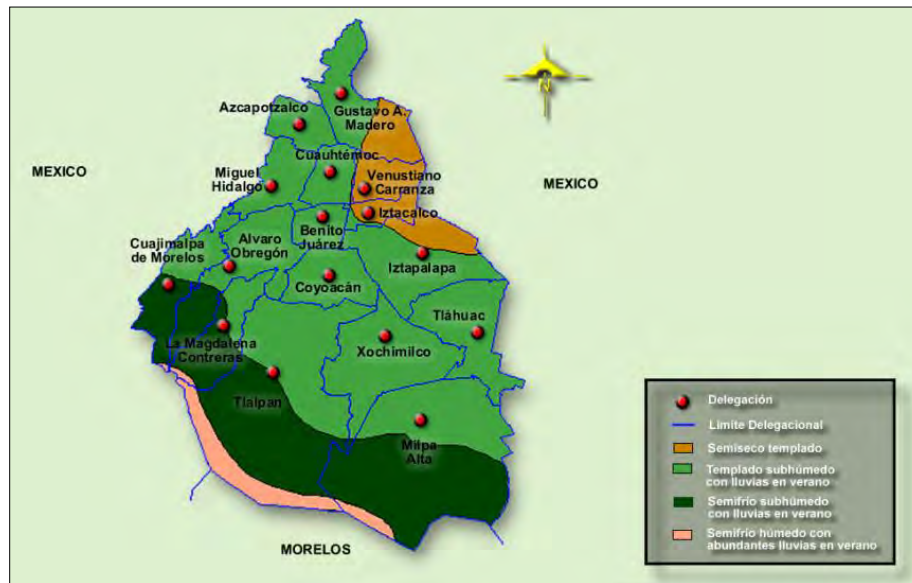 Azcapotzalco
Gustavo A.
Madero
N
Cuauhtémoc
MEXICO
Miguel
Hidalgo
Venustiano
Carranza
MEXICO
Iztacalco
Benito
Juárez
Cuajimalpa
de Morelos
Alvaro
Obregón
Iztapalapa
Coyoacán
Tláhuac
La Magdalena
Contreras
Xochimilco
Tlalpan
Milpa
Alta
MORELOS
Delegación
Limite Delegacional
Semiseco templado
Templado subhúmedo
con lluvias en verano
Semifrío subhúmedo
con lluvias en verano
Semifrío húmedo con
abundantes lluvias en verano